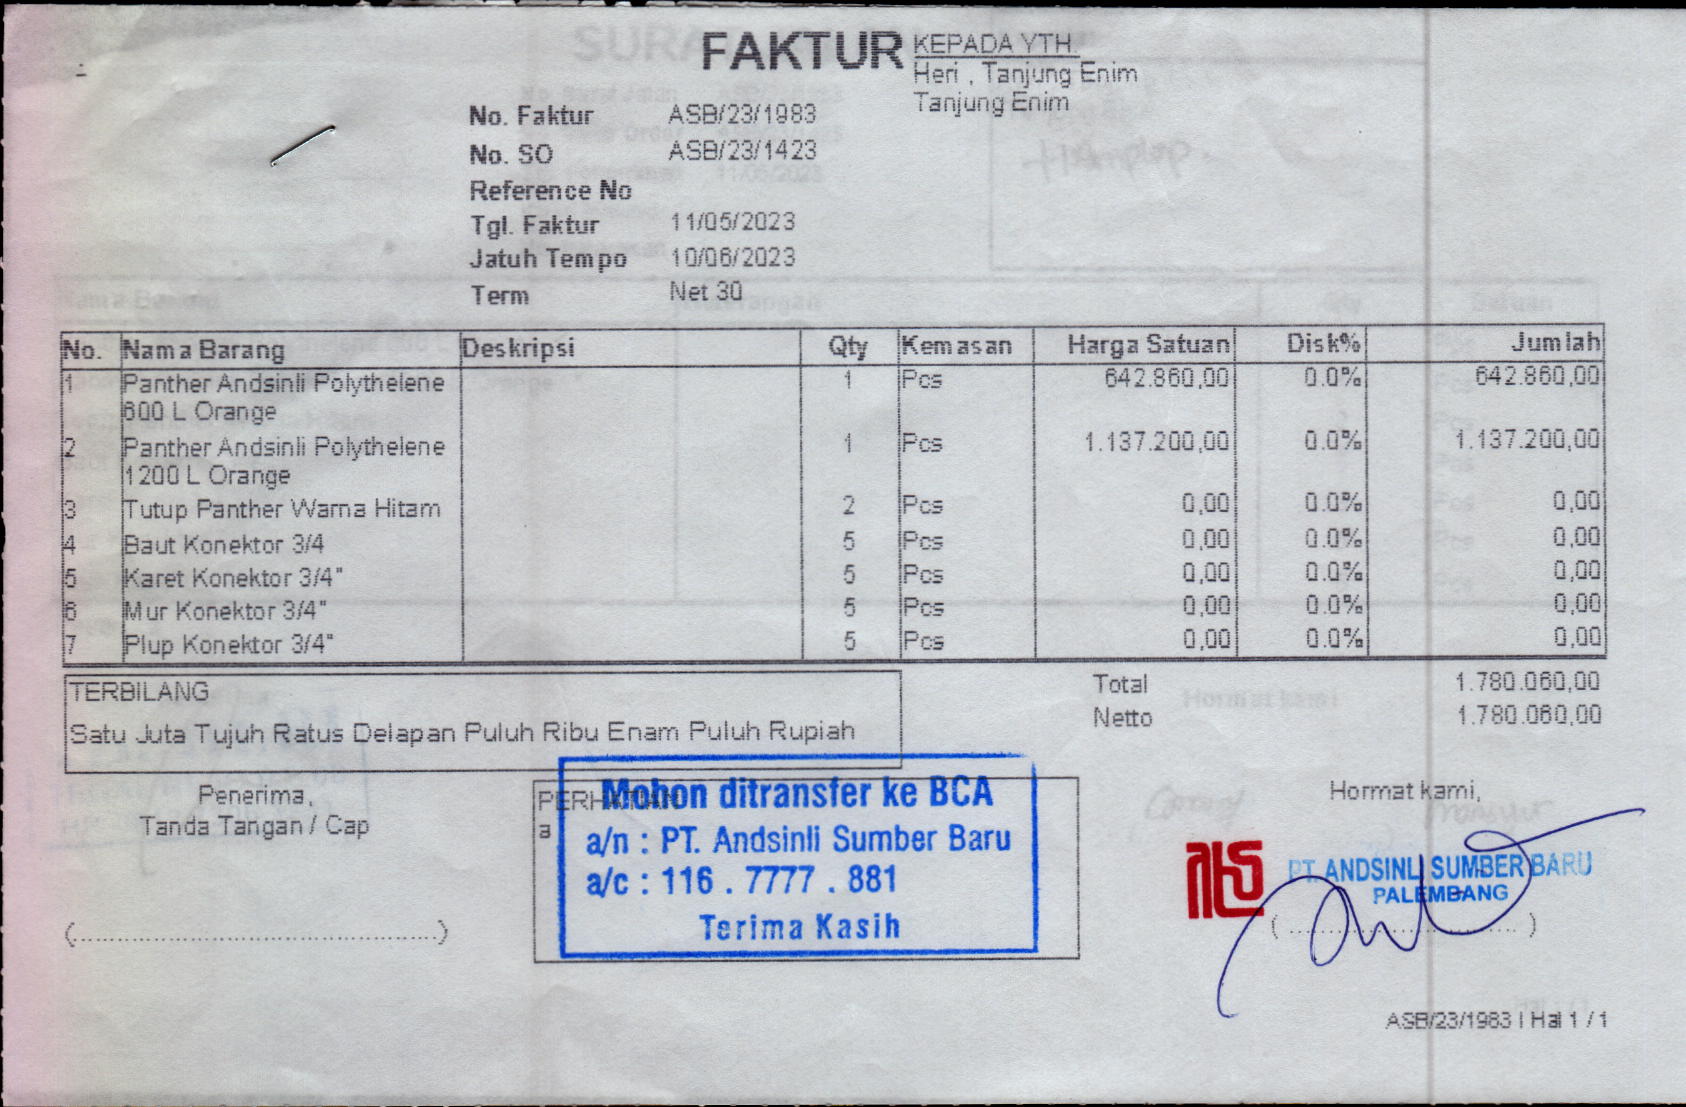 FAKTUR
KEPADA YTH.
Heri , Tanjung Enim
Tanjung Enim
No. Faktur ASB/23/1983
No. SO ASB/23/1423
Reference No
Tgl. Faktur 11/05/2023
Jatuh Tempo 10/06/2023
Term Net 30
No. Nama Barang Deskripsi Qty Kemasan Harga Satuan Disk% Jumlah
1 Panther Andsinli Polythelene 1 Pcs 642.860,00 0.0% 642.860,00
600 L Orange
2 Panther Andsinli Polythelene 1 Pcs 1.137.200,00 0.0% 1.137.200,00
1200 L Orange
3 Tutup Panther Warna Hitam 2 Pcs 0,00 0.0% 0,00
4 Baut Konektor 3/4 5 Pcs 0,00 0.0% 0,00
5 Karet Konektor 3/4" 5 Pcs 0,00 0.0% 0,00
6 Mur Konektor 3/4" 5 Pcs 0,00 0.0% 0,00
7 Plup Konektor 3/4" 5 Pcs 0,00 0.0% 0,00
TERBILANG
Satu Juta Tujuh Ratus Delapan Puluh Ribu Enam Puluh Rupiah
Total 1.780.060,00
Netto 1.780.060,00
Penerima,
Tanda Tangan / Cap
(............................................)
PERHATIAN
a
Mohon ditransfer ke BCA
a/n : PT. Andsinli Sumber Baru
a/c : 116 . 7777 . 881
Terima Kasih
Hormat kami,
PT. ANDSINLI SUMBER BARU
PALEMBANG
( .............................. )
ASB/23/1983 | Hal 1 / 1